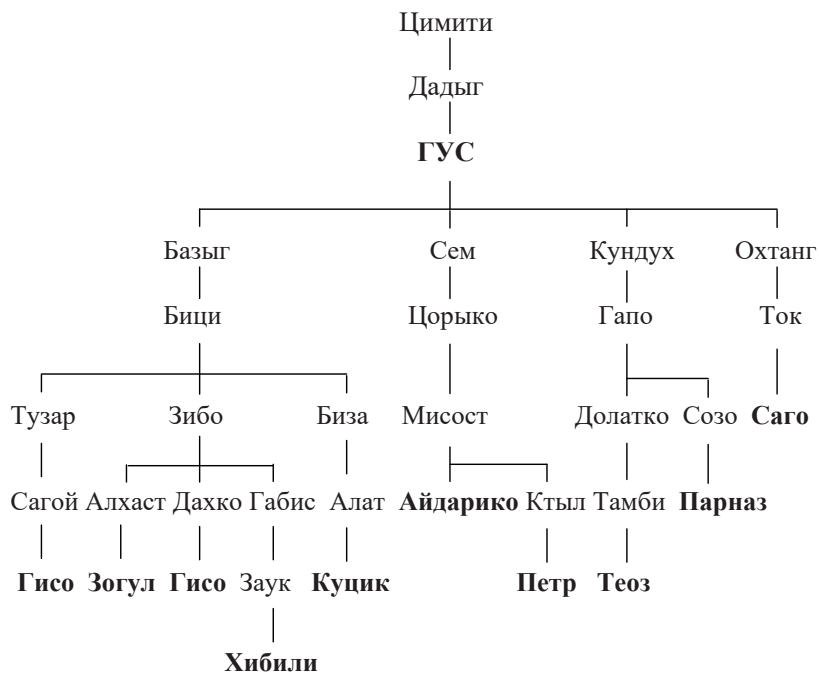 Цимити
Дадыг
ГУС
Базыг Сем Кундух Охтанг
Бици Цорыко Гапо Ток
Тузар Зибо Биза Мисост Долатко Созо Саго
Сагой Алхаст Дахко Габис Алат Айдарико Ктыл Тамби Парназ
Гисо Зогул Гисо Заук Куцик Петр Теоз
Хибили